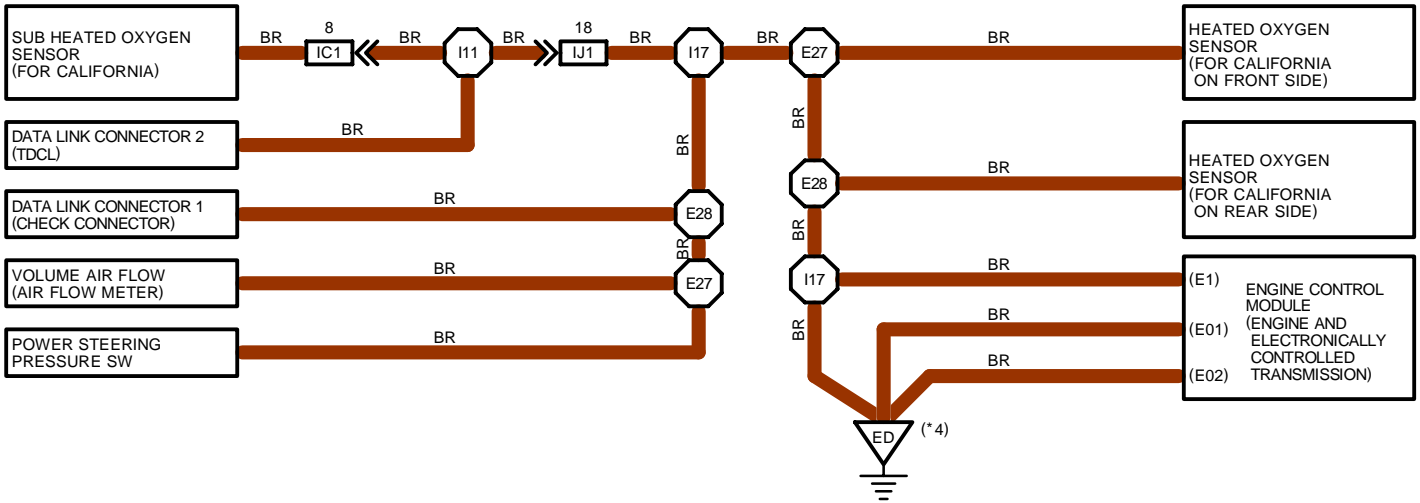 8
18
SUB HEATED OXYGEN
SENSOR
(FOR CALIFORNIA)
BR
IC1
BR
I11
BR
IJ1
BR
I17
BR
E27
BR
HEATED OXYGEN
SENSOR
(FOR CALIFORNIA
ON FRONT SIDE)
DATA LINK CONNECTOR 2
(TDCL)
BR
BR
BR
HEATED OXYGEN
SENSOR
(FOR CALIFORNIA
ON REAR SIDE)
BR
E28
DATA LINK CONNECTOR 1
(CHECK CONNECTOR)
BR
E28
BR
BR
VOLUME AIR FLOW
(AIR FLOW METER)
BR
E27
I17
BR
(E1)
ENGINE CONTROL
MODULE
(ENGINE AND
ELECTRONICALLY
CONTROLLED
TRANSMISSION)
BR
(E01)
BR
POWER STEERING
PRESSURE SW
BR
BR
(E02)
ED
(*4)